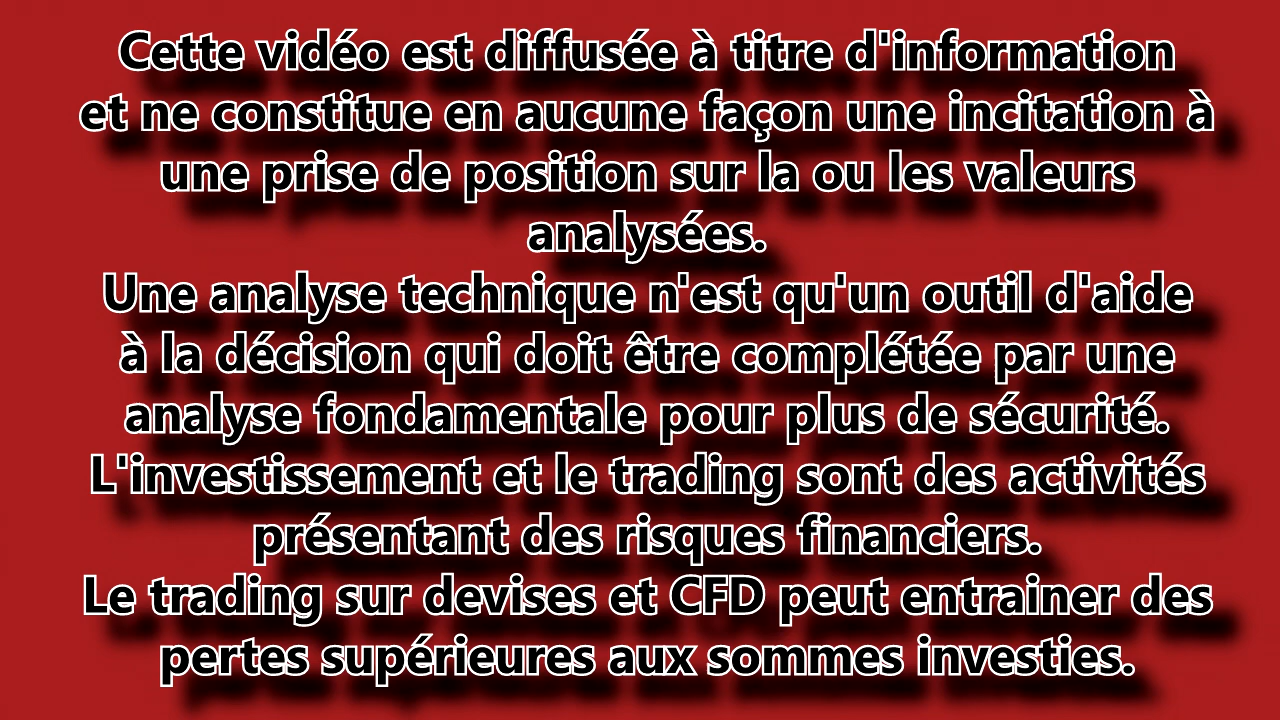 Cette vidéo est diffusée à titre d'information
et ne constitue en aucune façon une incitation à
une prise de position sur la ou les valeurs
analysées.
Une analyse technique n'est qu'un outil d'aide
à la décision qui doit être complétée par une
analyse fondamentale pour plus de sécurité.
L'investissement et le trading sont des activités
présentant des risques financiers.
Le trading sur devises et CFD peut entrainer des
pertes supérieures aux sommes investies.